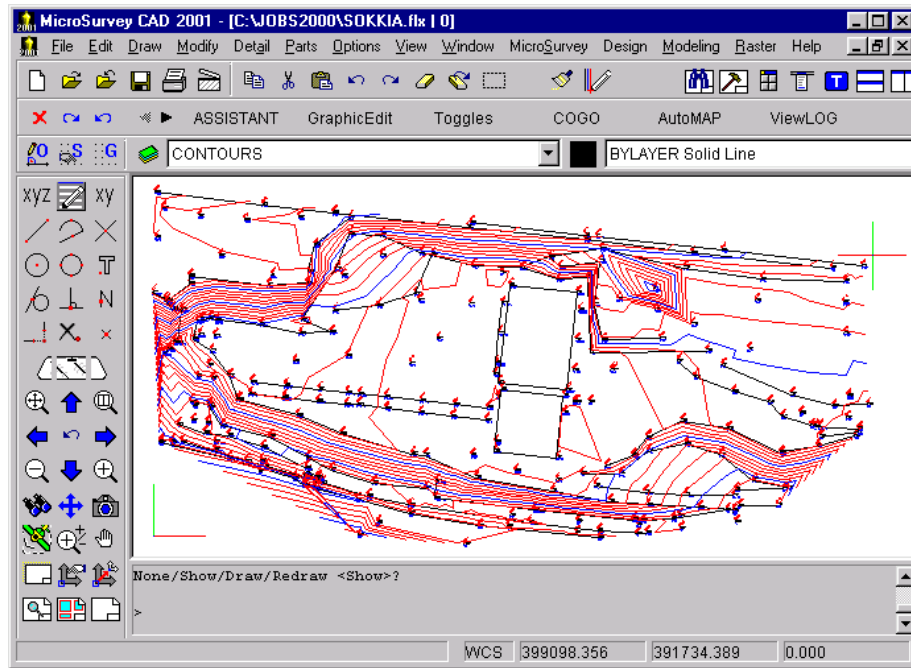 MicroSurvey CAD 2001 - [C:\JOBS2000\SOKKIA.flx | 0]
File Edit Draw Modify Detail Parts Options View Window MicroSurvey Design Modeling Raster Help
T
ASSISTANT GraphicEdit Toggles COGO AutoMAP ViewLOG
O S G CONTOURS BYLAYER Solid Line
xyz xy
T
N
None/Show/Draw/Redraw <Show>?
>
WCS 399098.356 391734.389 0.000